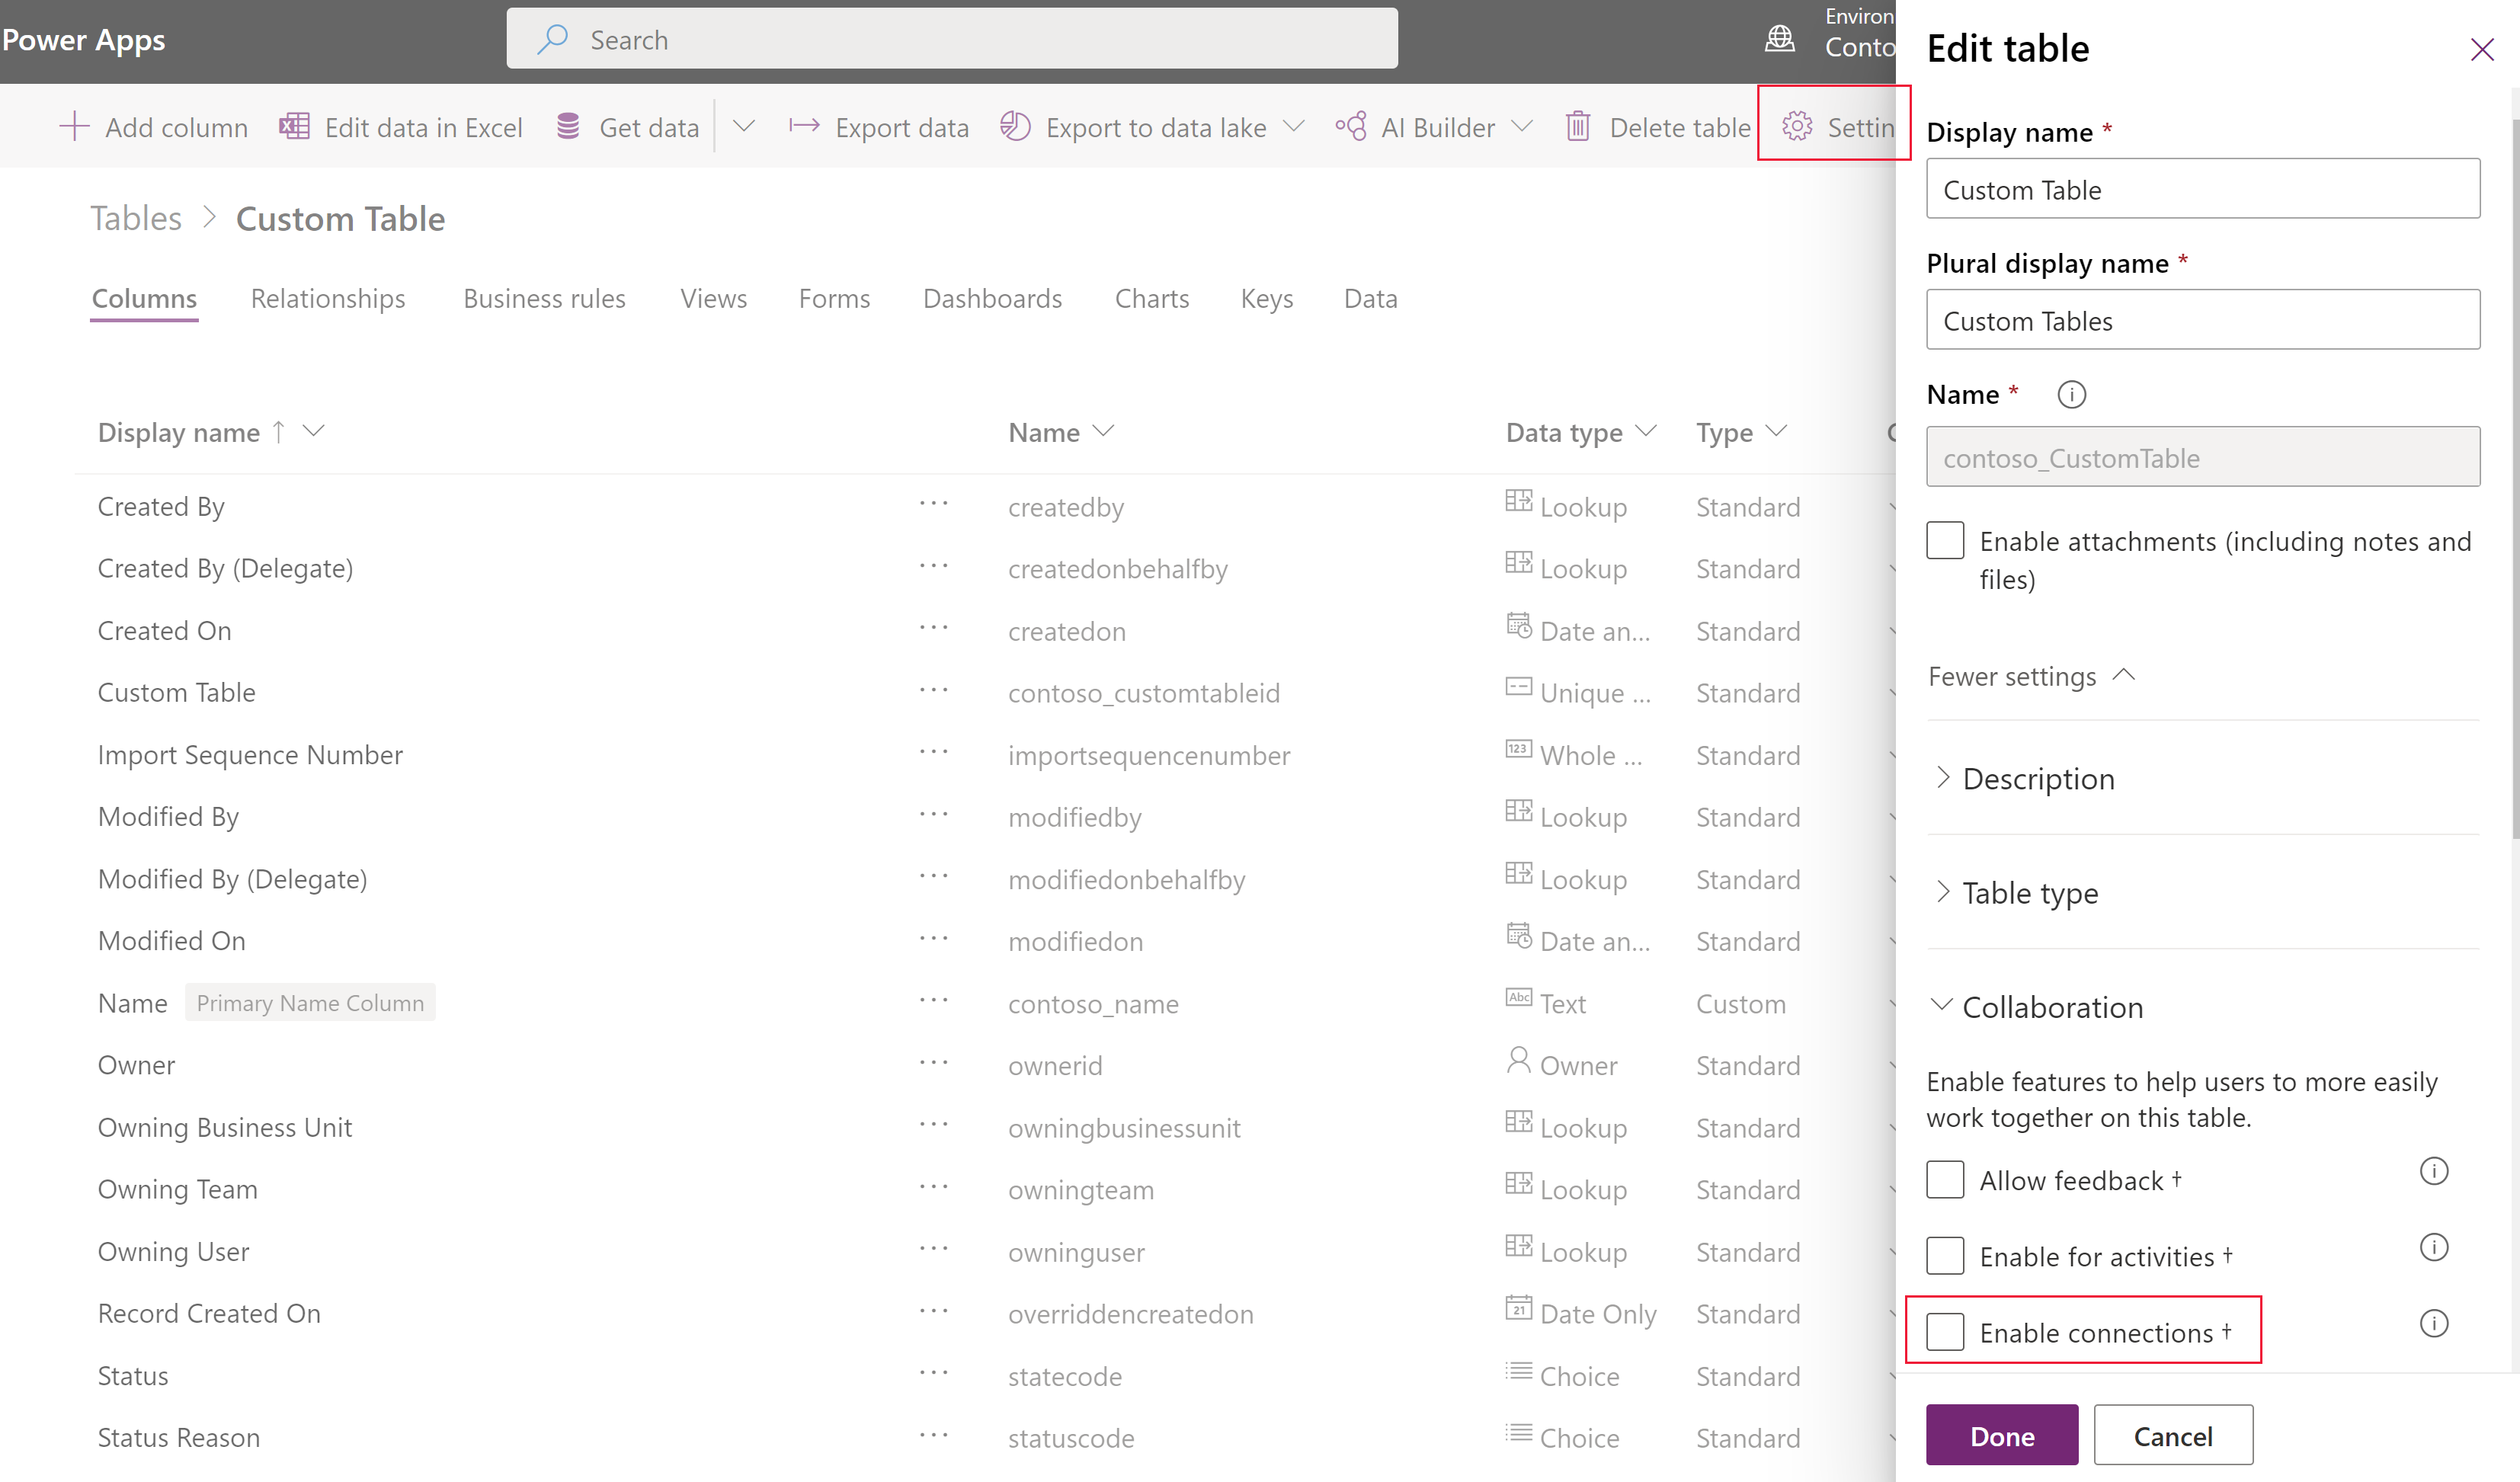 Power Apps
Search
Environ
Conto
Add column
Edit data in Excel
Get data
Export data
Export to data lake
AI Builder
Delete table
Settin
Tables > Custom Table
Columns
Relationships
Business rules
Views
Forms
Dashboards
Charts
Keys
Data
Display name ↑
Name
Data type
Type
Created By ··· createdby Lookup Standard
Created By (Delegate) ··· createdonbehalfby Lookup Standard
Created On ··· createdon Date an... Standard
Custom Table ··· contoso_customtableid Unique ... Standard
Import Sequence Number ··· importsequencenumber 123 Whole ... Standard
Modified By ··· modifiedby Lookup Standard
Modified By (Delegate) ··· modifiedonbehalfby Lookup Standard
Modified On ··· modifiedon Date an... Standard
Name Primary Name Column ··· contoso_name Abc Text Custom
Owner ··· ownerid Owner Standard
Owning Business Unit ··· owningbusinessunit Lookup Standard
Owning Team ··· owningteam Lookup Standard
Owning User ··· owninguser Lookup Standard
Record Created On ··· overriddencreatedon 21 Date Only Standard
Status ··· statecode Choice Standard
Status Reason ··· statuscode Choice Standard
Edit table
Display name *
Custom Table
Plural display name *
Custom Tables
Name *
contoso_CustomTable
Enable attachments (including notes and
files)
Fewer settings
Description
Table type
Collaboration
Enable features to help users to more easily
work together on this table.
Allow feedback †
Enable for activities †
Enable connections †
Done
Cancel